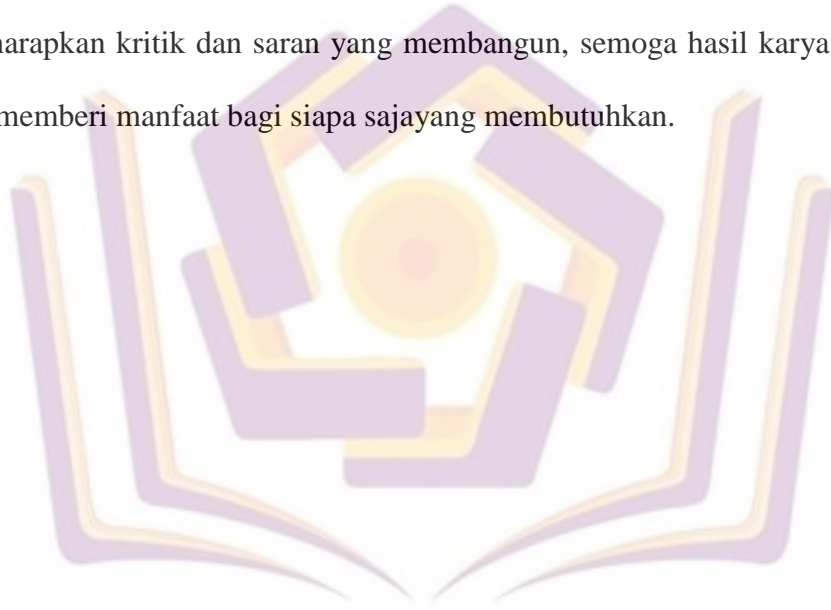 harapkan kritik dan saran yang membangun, semoga hasil karya
memberi manfaat bagi siapa sajayang membutuhkan.